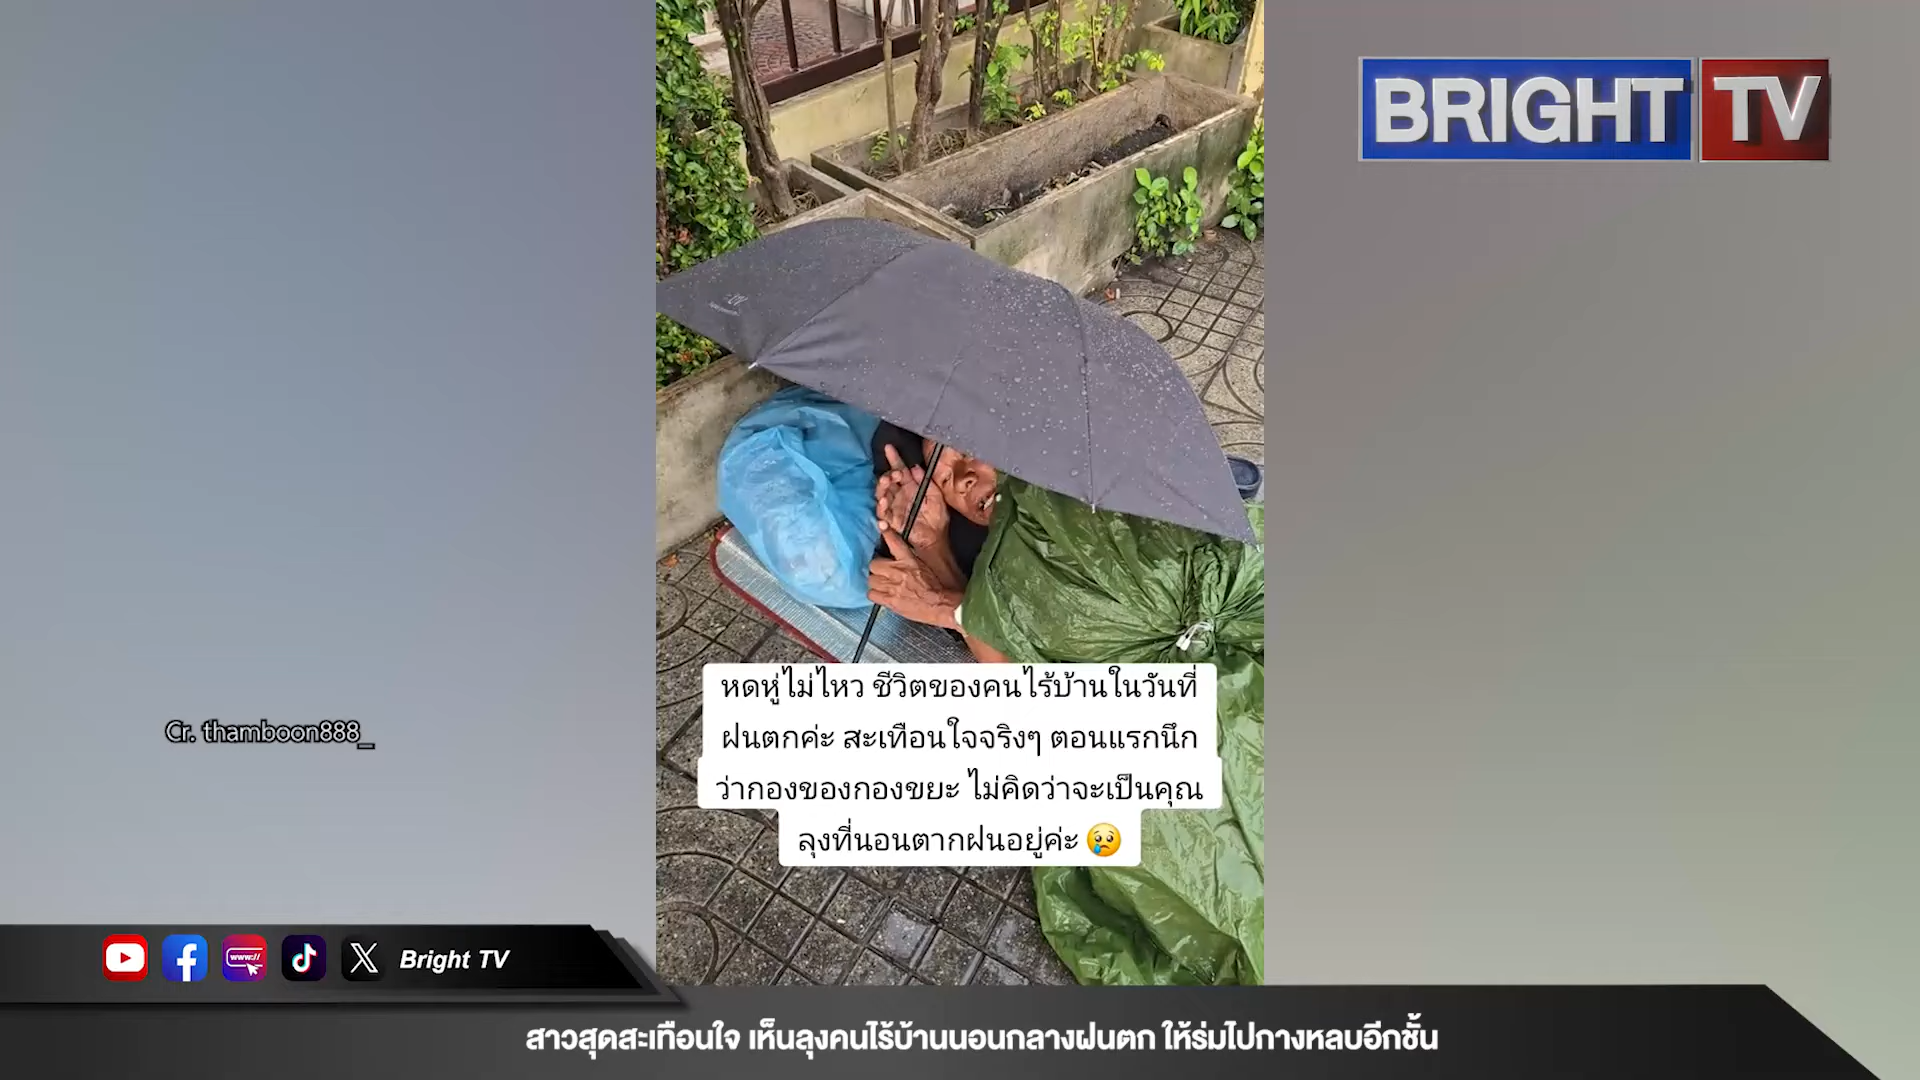 BRIGHT TV
Cr. thamboon888_
หดหู่ไม่ไหว ชีวิตของคนไร้บ้านในวันที่
ฝนตกค่ะ สะเทือนใจจริงๆ ตอนแรกนึก
ว่ากองของกองขยะ ไม่คิดว่าจะเป็นคุณ
ลุงที่นอนตากฝนอยู่ค่ะ 😢
www://
Bright TV
สาวสุดสะเทือนใจ เห็นลุงคนไร้บ้านนอนกลางฝนตก ให้ร่มไปกางหลบอีกชั้น